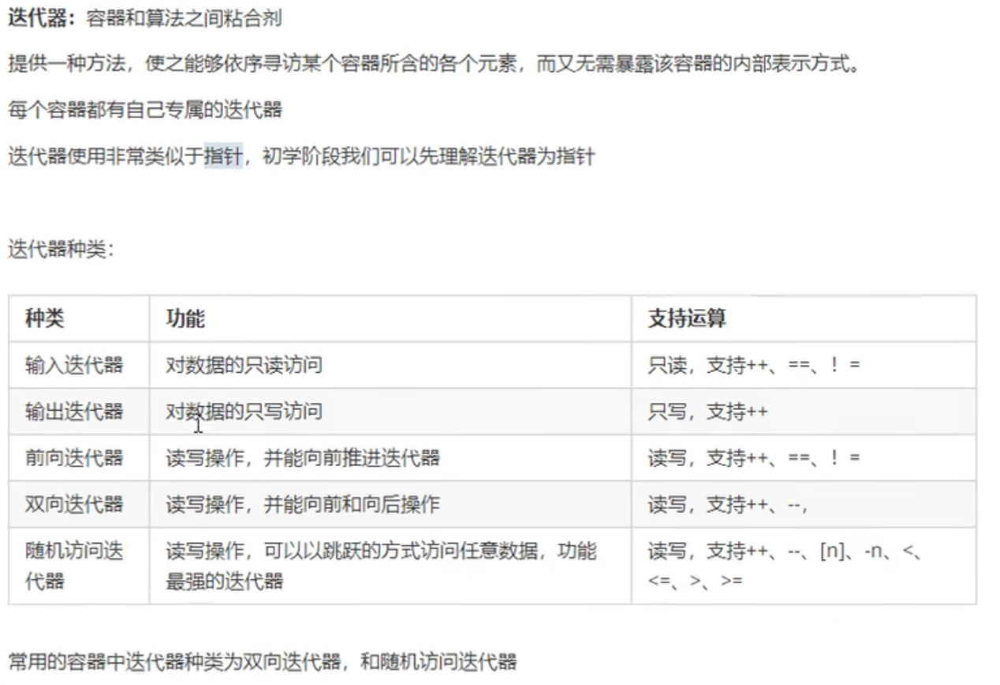 迭代器：容器和算法之间粘合剂
提供一种方法，使之能够依序寻访某个容器所含的各个元素，而又无需暴露该容器的内部表示方式。
每个容器都有自己专属的迭代器
迭代器使用非常类似于指针，初学阶段我们可以先理解迭代器为指针
迭代器种类：
种类 功能 支持运算
输入迭代器 对数据的只读访问 只读，支持++、==、！=
输出迭代器 对数据的只写访问 只写，支持++
前向迭代器 读写操作，并能向前推进迭代器 读写，支持++、==、！=
双向迭代器 读写操作，并能向前和向后操作 读写，支持++、--，
随机访问迭 读写操作，可以以跳跃的方式访问任意数据，功能 读写，支持++、--、[n]、-n、<、
代器 最强的迭代器 <=、>、>=
常用的容器中迭代器种类为双向迭代器，和随机访问迭代器